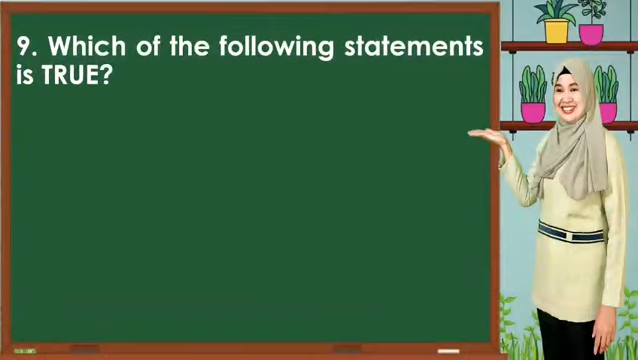 9. Which of the following statements
is TRUE?